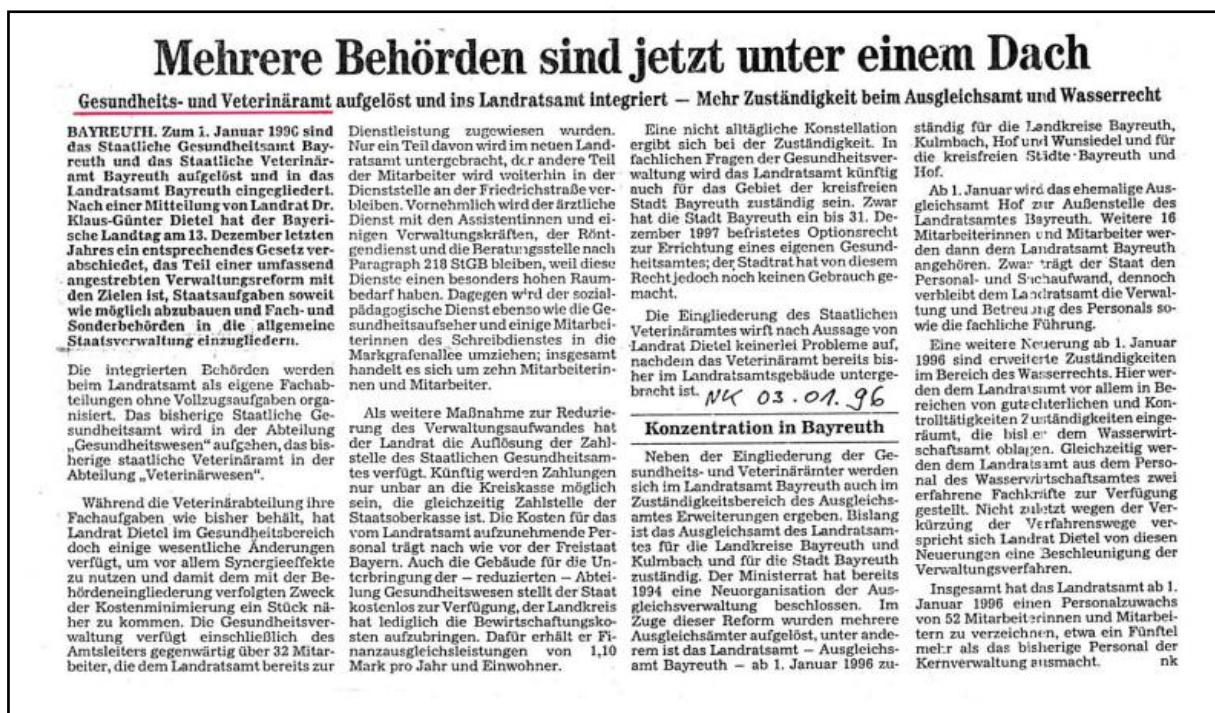 Mehrere Behörden sind jetzt unter einem Dach
Gesundheits- und Veterinäramt aufgelöst und ins Landratsamt integriert — Mehr Zuständigkeit beim Ausgleichsamt und Wasserrecht
BAYREUTH. Zum 1. Januar 1996 sind
das Staatliche Gesundheitsamt Bay-
reuth und das Staatliche Veterinär-
amt Bayreuth aufgelöst und in das
Landratsamt Bayreuth eingegliedert.
Nach einer Mitteilung von Landrat Dr.
Klaus-Günter Dietel hat der Bayeri-
sche Landtag am 13. Dezember letzten
Jahres ein entsprechendes Gesetz ver-
abschiedet, das Teil einer umfassend
angestrebten Verwaltungsreform mit
den Zielen ist, Staatsaufgaben soweit
wie möglich abzubauen und Fach- und
Sonderbehörden in die allgemeine
Staatsverwaltung einzugliedern.
Die integrierten Behörden werden
beim Landratsamt als eigene Fachab-
teilungen ohne Vollzugsaufgaben orga-
nisiert. Das bisherige Staatliche Ge-
sundheitsamt wird in der Abteilung
„Gesundheitswesen" aufgehen, das bis-
herige staatliche Veterinäramt in der
Abteilung „Veterinärwesen".
Während die Veterinärabteilung ihre
Fachaufgaben wie bisher behält, hat
Landrat Dietel im Gesundheitsbereich
doch einige wesentliche Änderungen
verfügt, um vor allem Synergieeffekte
zu nutzen und damit dem mit der Be-
hördeneingliederung verfolgten Zweck
der Kostenminimierung ein Stück nä-
her zu kommen. Die Gesundheitsver-
waltung verfügt einschließlich des
Amtsleiters gegenwärtig über 32 Mitar-
beiter, die dem Landratsamt bereits zur
Dienstleistung zugewiesen wurden.
Nur ein Teil davon wird im neuen Land-
ratsamt untergebracht, der andere Teil
der Mitarbeiter wird weiterhin in der
Dienststelle an der Friedrichstraße ver-
bleiben. Vornehmlich wird der ärztliche
Dienst mit den Assistentinnen und ei-
nigen Verwaltungskräften, der Rönt-
gendienst und die Beratungsstelle nach
Paragraph 218 StGB bleiben, weil diese
Dienste einen besonders hohen Raum-
bedarf haben. Dagegen wird der sozial-
pädagogische Dienst ebenso wie die Ge-
sundheitsaufseher und einige Mitarbei-
terinnen des Schreibdienstes in die
Markgrafenallee umziehen; insgesamt
handelt es sich um zehn Mitarbeiterin-
nen und Mitarbeiter.
Als weitere Maßnahme zur Reduzie-
rung des Verwaltungsaufwandes hat
der Landrat die Auflösung der Zahl-
stelle des Staatlichen Gesundheitsam-
tes verfügt. Künftig werden Zahlungen
nur unbar an die Kreiskasse möglich
sein, die gleichzeitig Zahlstelle der
Staatsoberkasse ist. Die Kosten für das
vom Landratsamt aufzunehmende Per-
sonal trägt nach wie vor der Freistaat
Bayern. Auch die Gebäude für die Un-
terbringung der – reduzierten – Abtei-
lung Gesundheitswesen stellt der Staat
kostenlos zur Verfügung, der Landkreis
hat lediglich die Bewirtschaftungsko-
sten aufzubringen. Dafür erhält er Fi-
nanzausgleichsleistungen von 1,10
Mark pro Jahr und Einwohner.
Eine nicht alltägliche Konstellation
ergibt sich bei der Zuständigkeit. In
fachlichen Fragen der Gesundheitsver-
waltung wird das Landratsamt künftig
auch für das Gebiet der kreisfreien
Stadt Bayreuth zuständig sein. Zwar
hat die Stadt Bayreuth ein bis 31. De-
zember 1997 befristetes Optionsrecht
zur Errichtung eines eigenen Gesund-
heitsamtes; der Stadtrat hat von diesem
Recht jedoch noch keinen Gebrauch ge-
macht.
Die Eingliederung des Staatlichen
Veterinäramtes wirft nach Aussage von
Landrat Dietel keinerlei Probleme auf,
nachdem das Veterinäramt bereits bis-
her im Landratsamtsgebäude unterge-
bracht ist. NK 03.01.96
Konzentration in Bayreuth
Neben der Eingliederung der Ge-
sundheits- und Veterinärämter werden
sich im Landratsamt Bayreuth auch im
Zuständigkeitsbereich des Ausgleichs-
amtes Erweiterungen ergeben. Bislang
ist das Ausgleichsamt des Landratsam-
tes für die Landkreise Bayreuth und
Kulmbach und für die Stadt Bayreuth
zuständig. Der Ministerrat hat bereits
1994 eine Neuorganisation der Aus-
gleichsverwaltung beschlossen. Im
Zuge dieser Reform wurden mehrere
Ausgleichsämter aufgelöst, unter ande-
rem ist das Landratsamt – Ausgleichs-
amt Bayreuth – ab 1. Januar 1996 zu-
ständig für die Landkreise Bayreuth,
Kulmbach, Hof und Wunsiedel und für
die kreisfreien Städte Bayreuth und
Hof.
Ab 1. Januar wird das ehemalige Aus-
gleichsamt Hof zur Außenstelle des
Landratsamtes Bayreuth. Weitere 16
Mitarbeiterinnen und Mitarbeiter wer-
den dann dem Landratsamt Bayreuth
angehören. Zwar trägt der Staat den
Personal- und Sachaufwand, dennoch
verbleibt dem Landratsamt die Verwal-
tung und Betreuung des Personals so-
wie die fachliche Führung.
Eine weitere Neuerung ab 1. Januar
1996 sind erweiterte Zuständigkeiten
im Bereich des Wasserrechts. Hier wer-
den dem Landratsamt vor allem in Be-
reichen von gutachterlichen und Kon-
trolltätigkeiten Zuständigkeiten einge-
räumt, die bisher dem Wasserwirt-
schaftsamt oblagen. Gleichzeitig wer-
den dem Landratsamt aus dem Perso-
nal des Wasserwirtschaftsamtes zwei
erfahrene Fachkräfte zur Verfügung
gestellt. Nicht zuletzt wegen der Ver-
kürzung der Verfahrenswege ver-
spricht sich Landrat Dietel von diesen
Neuerungen eine Beschleunigung der
Verwaltungsverfahren.
Insgesamt hat das Landratsamt ab 1.
Januar 1996 einen Personalzuwachs
von 52 Mitarbeiterinnen und Mitarbei-
tern zu verzeichnen, etwa ein Fünftel
mehr als das bisherige Personal der
Kernverwaltung ausmacht. nk